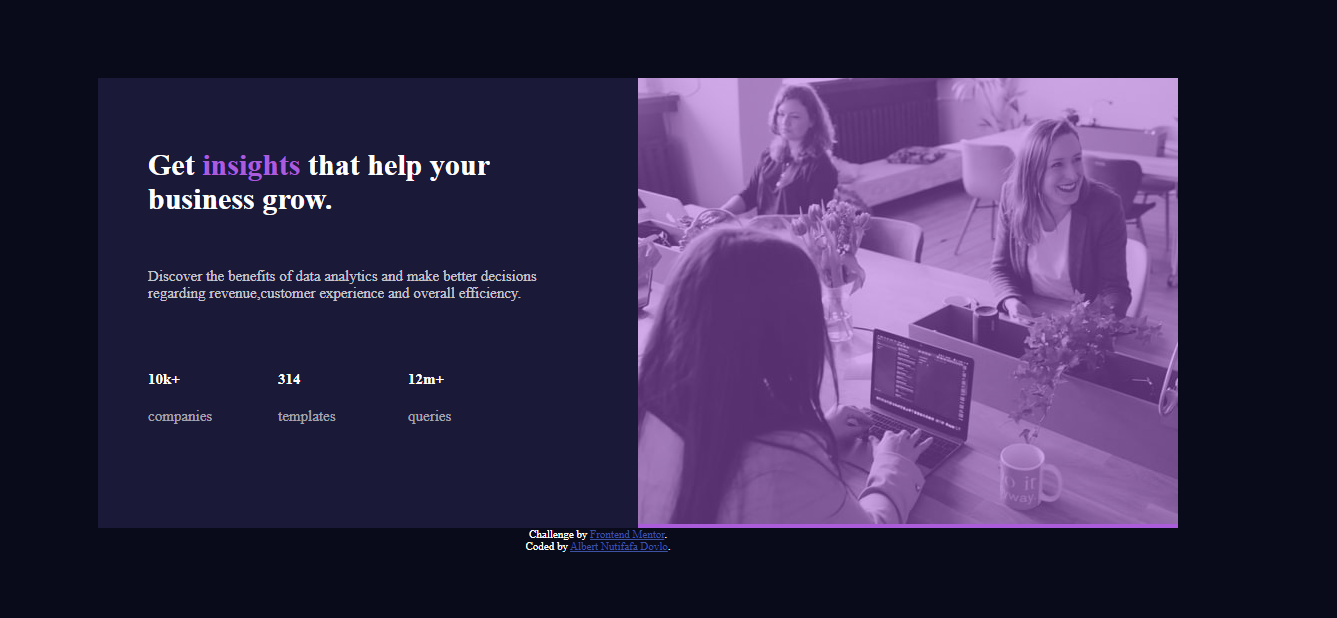 Get insights that help your
business grow.
Discover the benefits of data analytics and make better decisions
regarding revenue,customer experience and overall efficiency.
10k+ 314 12m+
companies templates queries
it
way
Challenge by Frontend Mentor.
Coded by Albert Nutifafa Dovlo.